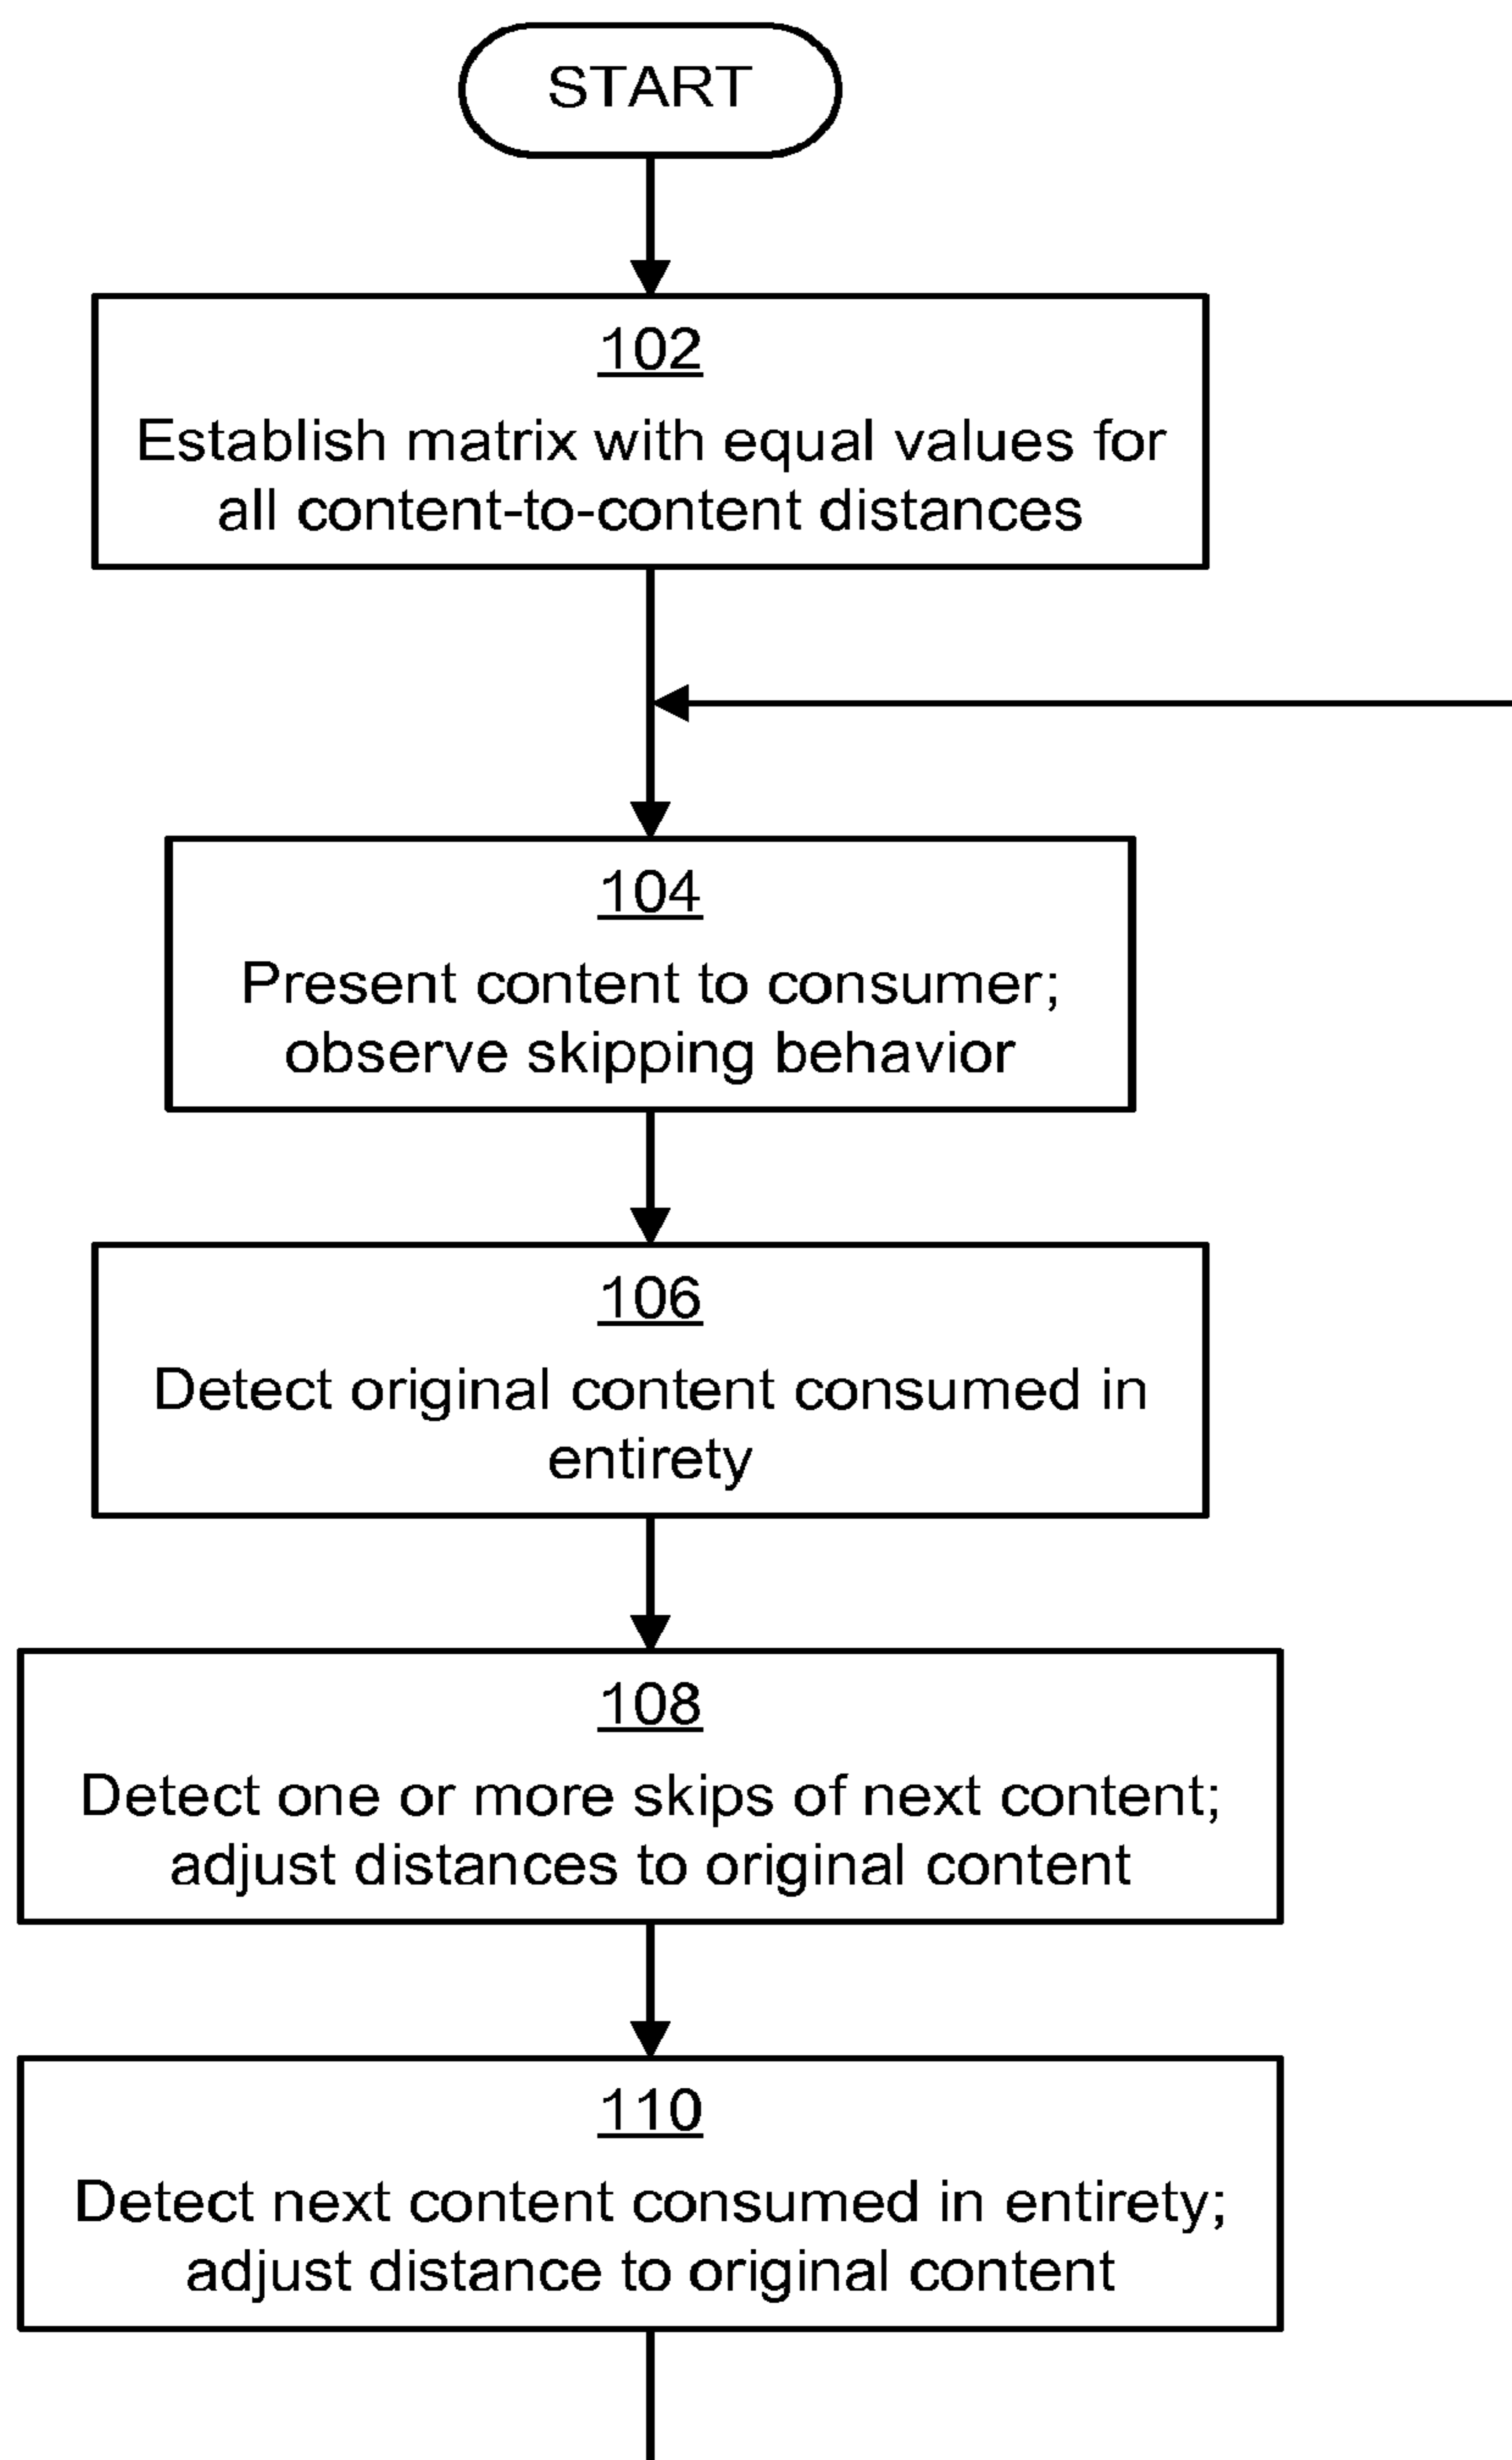 START
102
Establish matrix with equal values for
all content-to-content distances
104
Present content to consumer;
observe skipping behavior
106
Detect original content consumed in
entirety
108
Detect one or more skips of next content;
adjust distances to original content
110
Detect next content consumed in entirety;
adjust distance to original content